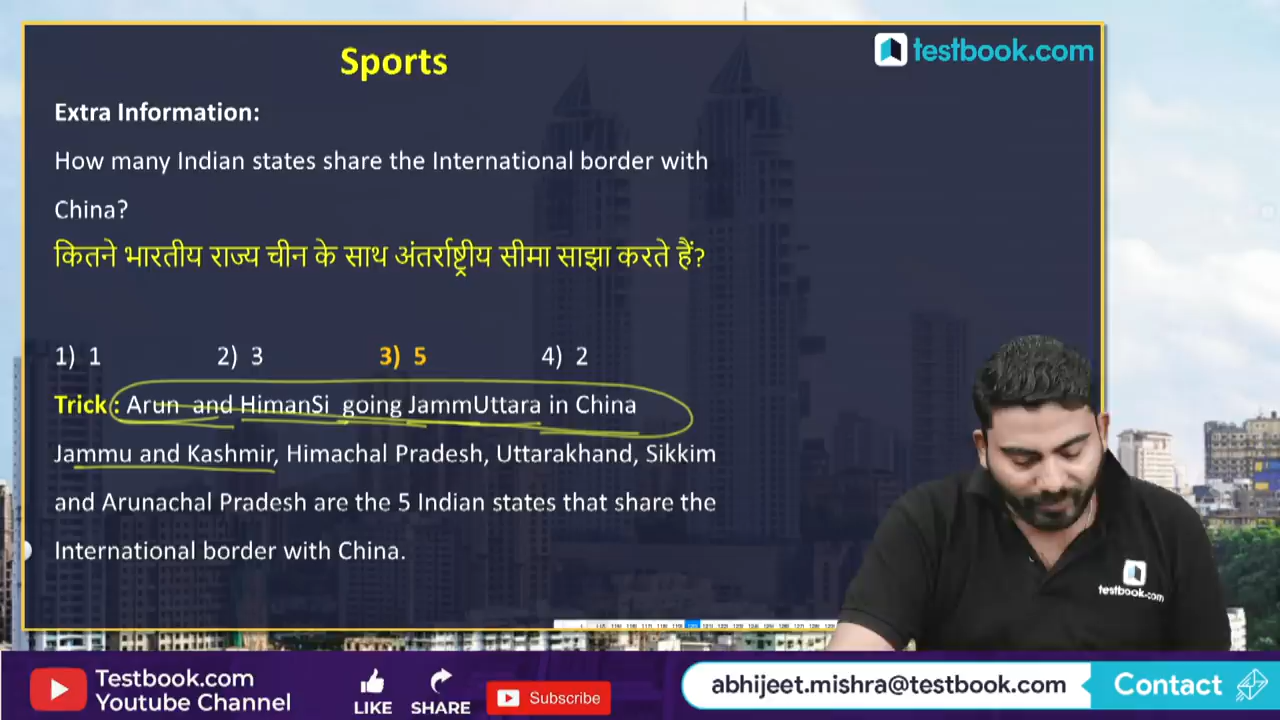 Sports
testbook.com
Extra Information:
How many Indian states share the International border with
China?
कितने भारतीय राज्य चीन के साथ अंतर्राष्ट्रीय सीमा साझा करते हैं?
1) 1 2) 3 3) 5 4) 2
Trick : Arun and HimanSi going JammUttara in China
Jammu and Kashmir, Himachal Pradesh, Uttarakhand, Sikkim
and Arunachal Pradesh are the 5 Indian states that share the
International border with China.
testbook.com
Testbook.com
Youtube Channel
LIKE
SHARE
Subscribe
abhijeet.mishra@testbook.com
Contact